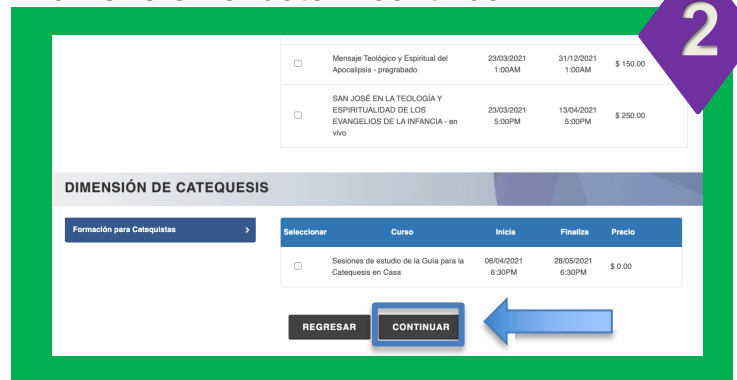 2
Mensaje Teológico y Espiritual del 23/03/2021 31/12/2021 $ 150.00
Apocalipsis - pregrabado 1:00AM 1:00AM
SAN JOSÉ EN LA TEOLOGÍA Y
ESPIRITUALIDAD DE LOS 23/03/2021 13/04/2021 $ 250.00
EVANGELIOS DE LA INFANCIA - en 5:00PM 5:00PM
vivo
DIMENSIÓN DE CATEQUESIS
Formación para Catequistas >
Seleccionar Curso Inicia Finaliza Precio
Sesiones de estudio de la Guía para la 06/04/2021 28/05/2021 $ 0.00
Catequesis en Casa 6:30PM 6:30PM
REGRESAR CONTINUAR